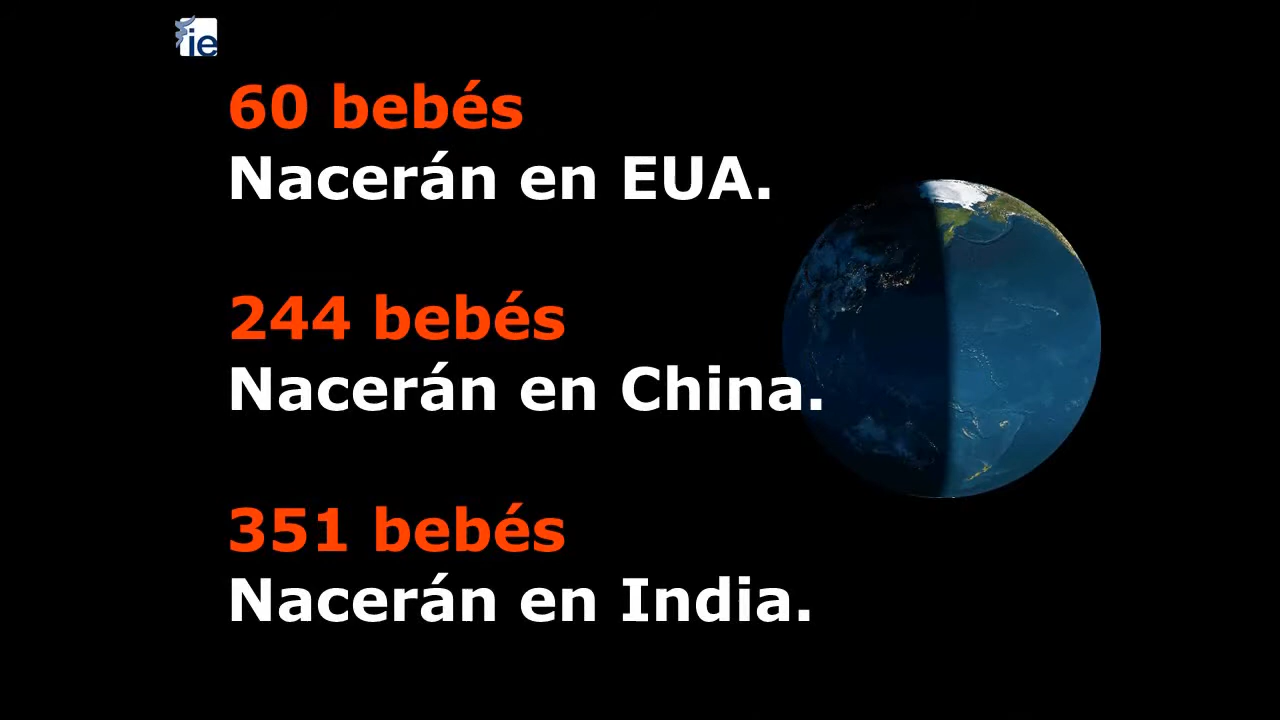 ie
60 bebés
Nacerán en EUA.
244 bebés
Nacerán en China.
351 bebés
Nacerán en India.